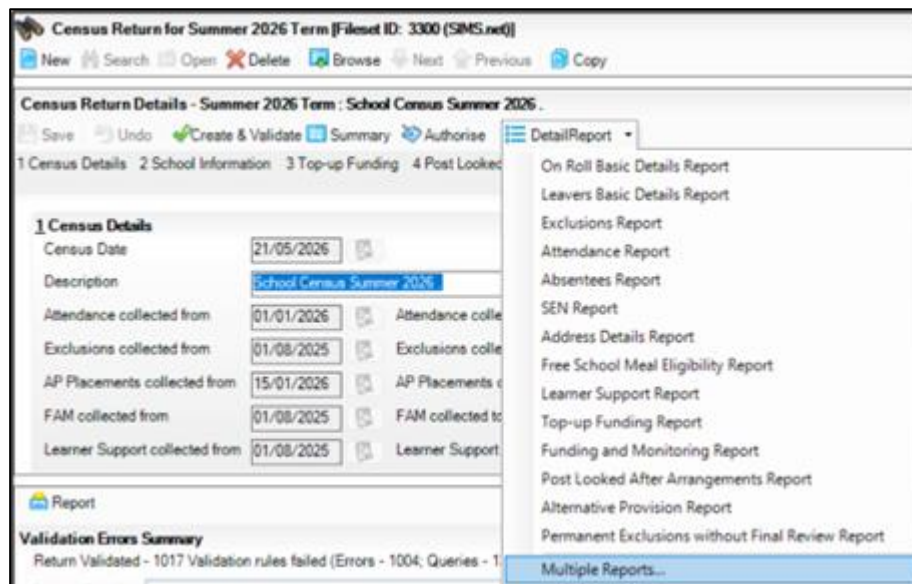 Census Return for Summer 2026 Term [Fileset ID: 3300 (SIMS.net)]
New Search Open Delete Browse Next Previous Copy
Census Return Details - Summer 2026 Term : School Census Summer 2026 .
Save Undo Create & Validate Summary Authorise DetailReport
1 Census Details 2 School Information 3 Top-up Funding 4 Post Looked
On Roll Basic Details Report
Leavers Basic Details Report
Exclusions Report
Attendance Report
Absentees Report
SEN Report
Address Details Report
Free School Meal Eligibility Report
Learner Support Report
Top-up Funding Report
Funding and Monitoring Report
Post Looked After Arrangements Report
Alternative Provision Report
Permanent Exclusions without Final Review Report
Multiple Reports...
1 Census Details
Census Date 21/05/2026
Description School Census Summer 2026 .
Attendance collected from 01/01/2026 Attendance colle
Exclusions collected from 01/08/2025 Exclusions colle
AP Placements collected from 15/01/2026 AP Placements c
FAM collected from 01/08/2025 FAM collected to
Learner Support collected from 01/08/2025 Learner Support
Report
Validation Errors Summary
Return Validated - 1017 Validation rules failed (Errors - 1004; Queries - 1